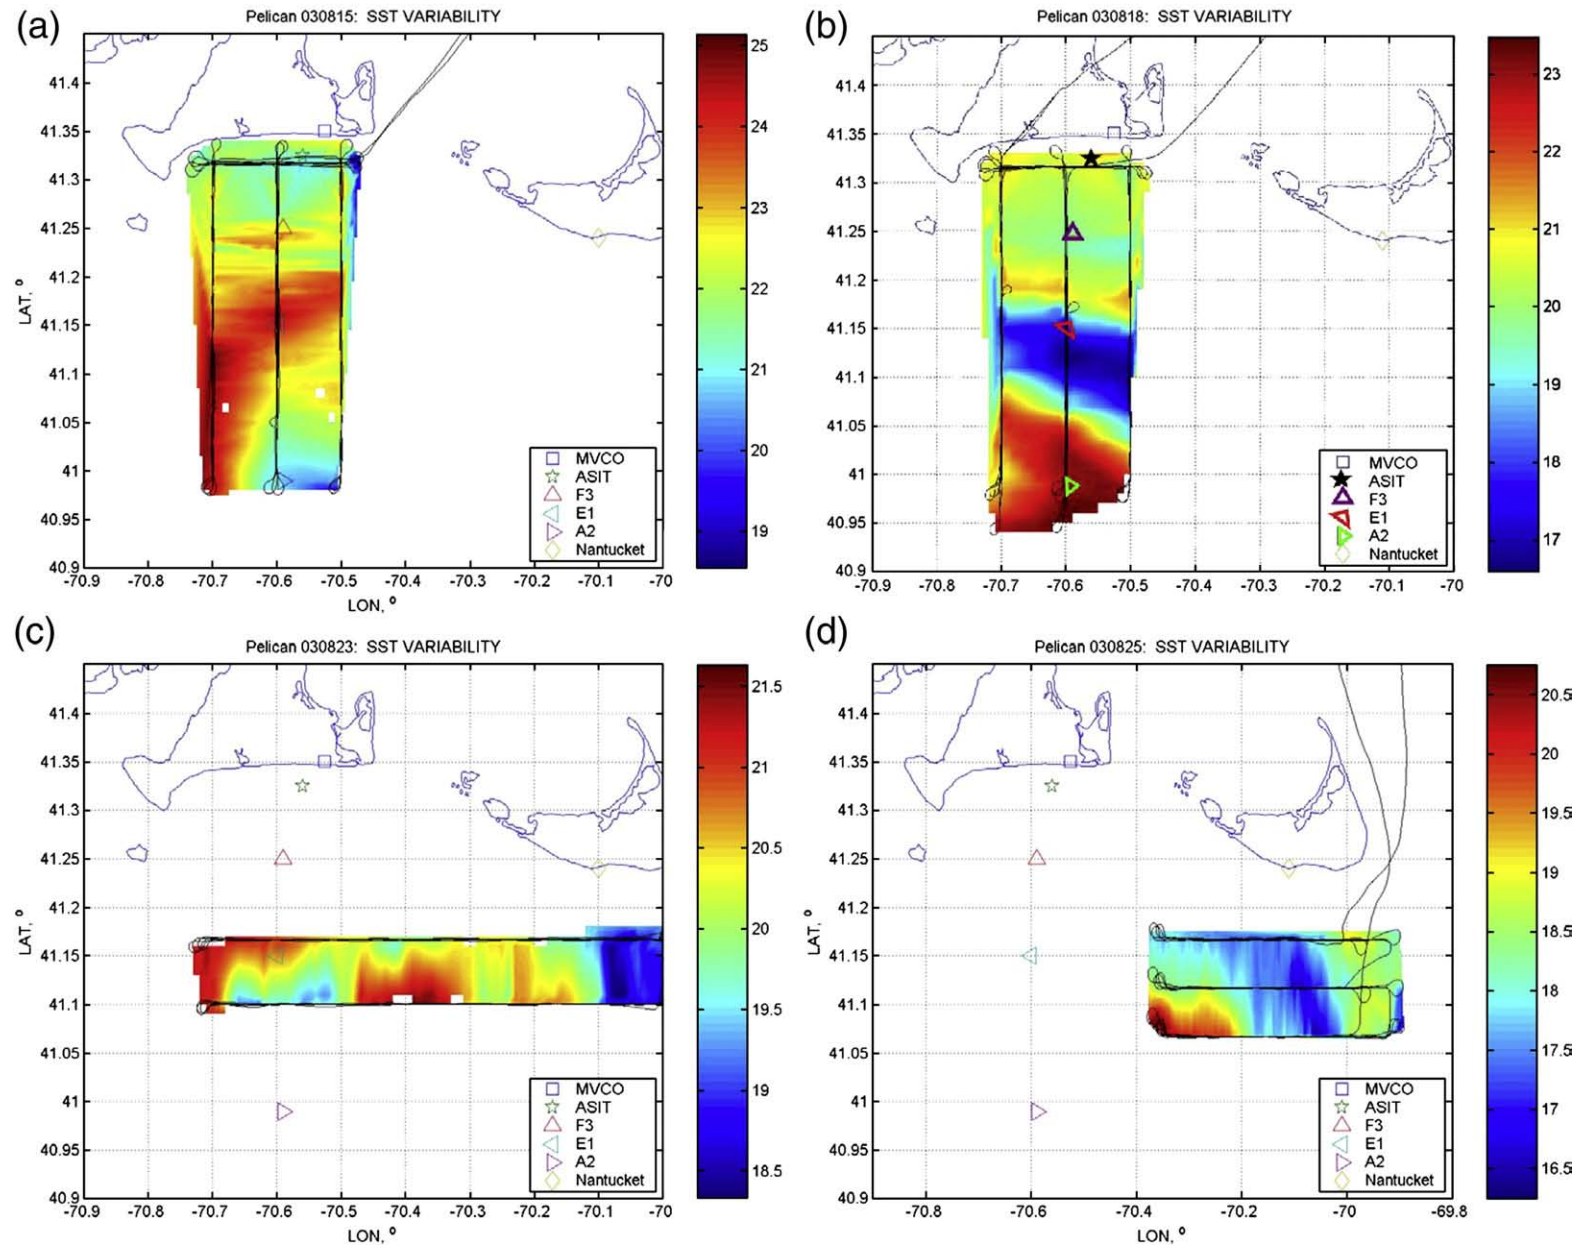 (a)
Pelican 030815: SST VARIABILITY
41.4
41.35
41.3
41.25
41.2
41.15
41.1
41.05
41
40.95
40.9
LAT, °
-70.9 -70.8 -70.7 -70.6 -70.5 -70.4 -70.3 -70.2 -70.1 -70
LON, °
MVCO
ASIT
F3
E1
A2
Nantucket
25
24
23
22
21
20
19
(b)
Pelican 030818: SST VARIABILITY
41.4
41.35
41.3
41.25
41.2
41.15
41.1
41.05
41
40.95
40.9
-70.9 -70.8 -70.7 -70.6 -70.5 -70.4 -70.3 -70.2 -70.1 -70
MVCO
ASIT
F3
E1
A2
Nantucket
23
22
21
20
19
18
17
(c)
Pelican 030823: SST VARIABILITY
41.4
41.35
41.3
41.25
41.2
41.15
41.1
41.05
41
40.95
40.9
LAT, °
-70.9 -70.8 -70.7 -70.6 -70.5 -70.4 -70.3 -70.2 -70.1 -70
LON, °
MVCO
ASIT
F3
E1
A2
Nantucket
21.5
21
20.5
20
19.5
19
18.5
(d)
Pelican 030825: SST VARIABILITY
41.4
41.35
41.3
41.25
41.2
41.15
41.1
41.05
41
40.95
40.9
LAT, °
-70.8 -70.6 -70.4 -70.2 -70 -69.8
LON, °
MVCO
ASIT
F3
E1
A2
Nantucket
20.5
20
19.5
19
18.5
18
17.5
17
16.5